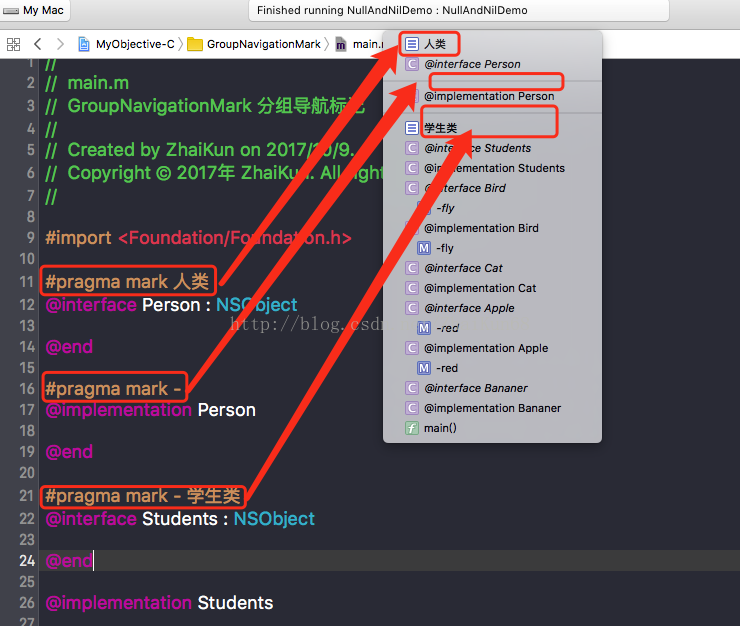 My Mac
Finished running NullAndNilDemo : NullAndNilDemo
MyObjective-C
GroupNavigationMark
main.
人类
@interface Person
@implementation Person
学生类
@interface Students
@implementation Students
@interface Bird
-fly
@implementation Bird
-fly
@interface Cat
@implementation Cat
@interface Apple
-red
@implementation Apple
-red
@interface Bananer
@implementation Bananer
main()
1 //
2 // main.m
3 // GroupNavigationMark 分组导航标记
4 //
5 // Created by ZhaiKun on 2017/10/9.
6 // Copyright © 2017年 ZhaiKun. All right
7 //
8
9 #import <Foundation/Foundation.h>
10
11 #pragma mark 人类
12 @interface Person : NSObject
13
http://blog.csdn
14 @end
15
16 #pragma mark -
17 @implementation Person
18
19 @end
20
21 #pragma mark - 学生类
22 @interface Students : NSObject
23
24 @end
25
26 @implementation Students
27